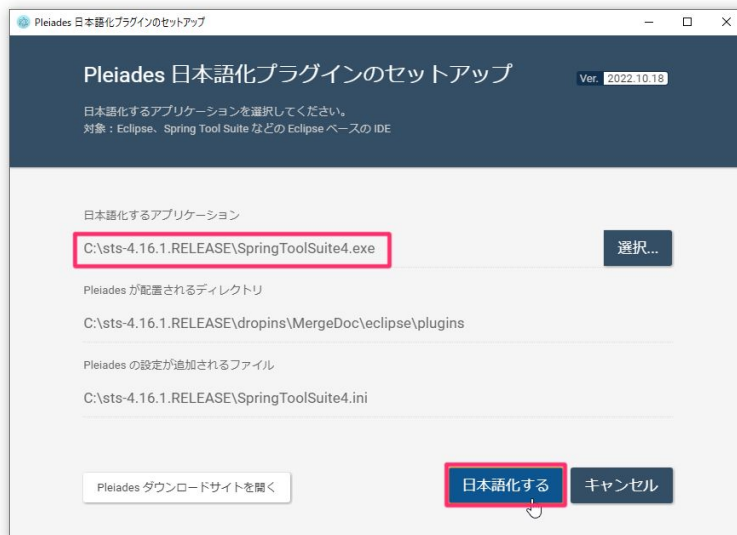 Pleiades 日本語化プラグインのセットアップ
Pleiades 日本語化プラグインのセットアップ
Ver. 2022.10.18
日本語化するアプリケーションを選択してください。
対象：Eclipse、Spring Tool Suite などの Eclipse ベースの IDE
日本語化するアプリケーション
C:\sts-4.16.1.RELEASE\SpringToolSuite4.exe
選択...
Pleiades が配置されるディレクトリ
C:\sts-4.16.1.RELEASE\dropins\MergeDoc\eclipse\plugins
Pleiades の設定が追加されるファイル
C:\sts-4.16.1.RELEASE\SpringToolSuite4.ini
Pleiades ダウンロードサイトを開く
日本語化する
キャンセル